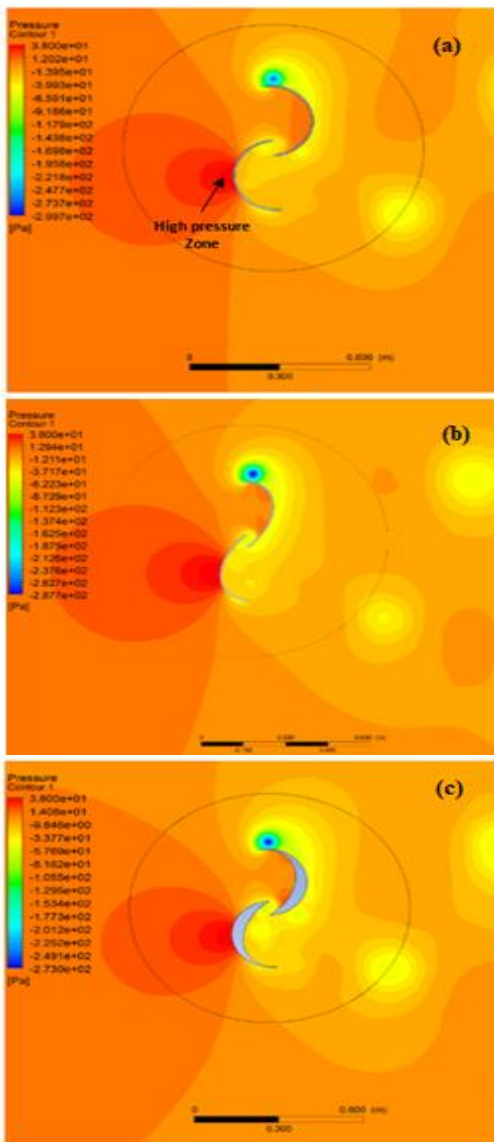 Pressure
Contour 1
(a)
3.800e+01
1.202e+01
-1.395e+01
-3.993e+01
-6.591e+01
-9.188e+01
-1.179e+02
-1.438e+02
-1.698e+02
-1.958e+02
-2.218e+02
-2.477e+02
-2.737e+02
-2.997e+02
[Pa]
High pressure
Zone
0
0.600 (m)
0.300
Pressure
Contour 1
(b)
3.800e+01
1.294e+01
-1.211e+01
-3.717e+01
-6.223e+01
-8.729e+01
-1.123e+02
-1.374e+02
-1.625e+02
-1.875e+02
-2.126e+02
-2.376e+02
-2.627e+02
-2.877e+02
[Pa]
Pressure
Contour 1
(c)
3.800e+01
1.408e+01
-9.846e+00
-3.377e+01
-5.769e+01
-8.162e+01
-1.055e+02
-1.295e+02
-1.534e+02
-1.773e+02
-2.012e+02
-2.252e+02
-2.491e+02
-2.730e+02
[Pa]
0
0.600 (m)
0.300